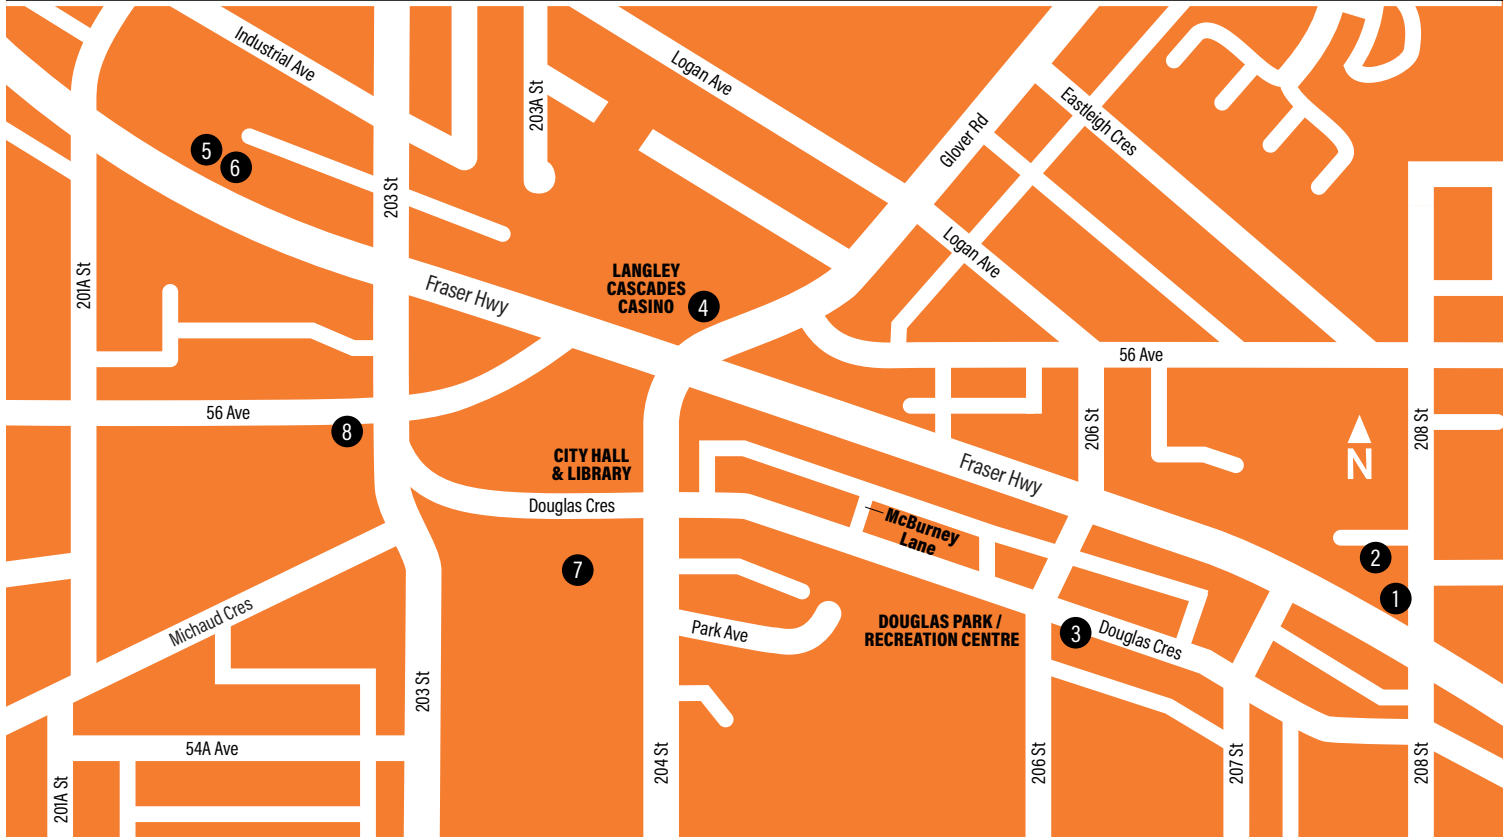 Industrial Ave
203A St
Logan Ave
Glover Rd
Eastleigh Cres
5
6
203 St
201A St
Logan Ave
LANGLEY
CASCADES
CASINO
4
Fraser Hwy
56 Ave
56 Ave
8
206 St
208 St
N
CITY HALL
& LIBRARY
Fraser Hwy
Douglas Cres
McBurney
Lane
7
2
1
Michaud Cres
Park Ave
DOUGLAS PARK /
RECREATION CENTRE
3
Douglas Cres
203 St
54A Ave
201A St
204 St
206 St
207 St
208 St